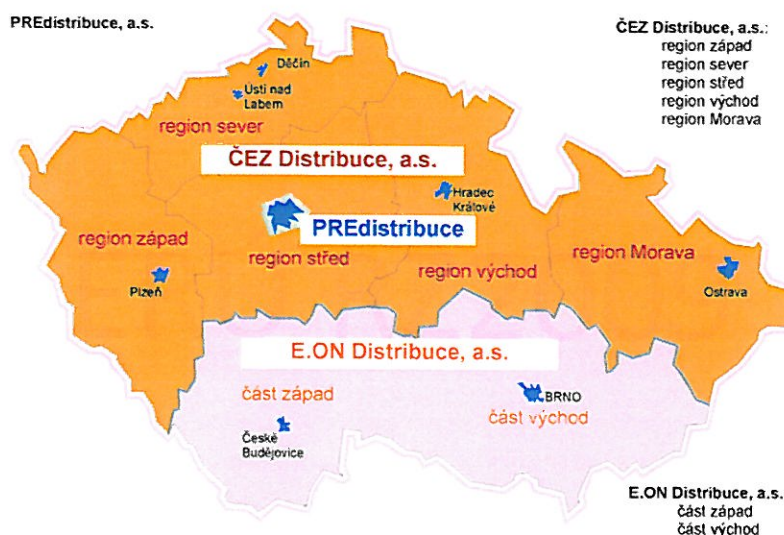 PREdistribuce, a.s.
ČEZ Distribuce, a.s.:
region západ
region sever
region střed
region východ
region Morava
Děčín
Ústí nad
Labem
region sever
ČEZ Distribuce, a.s.
Hradec
Králové
PREdistribuce
region západ
region střed
region východ
region Morava
Plzeň
Ostrava
E.ON Distribuce, a.s.
část západ
BRNO
část východ
České
Budějovice
E.ON Distribuce, a.s.
část západ
část východ